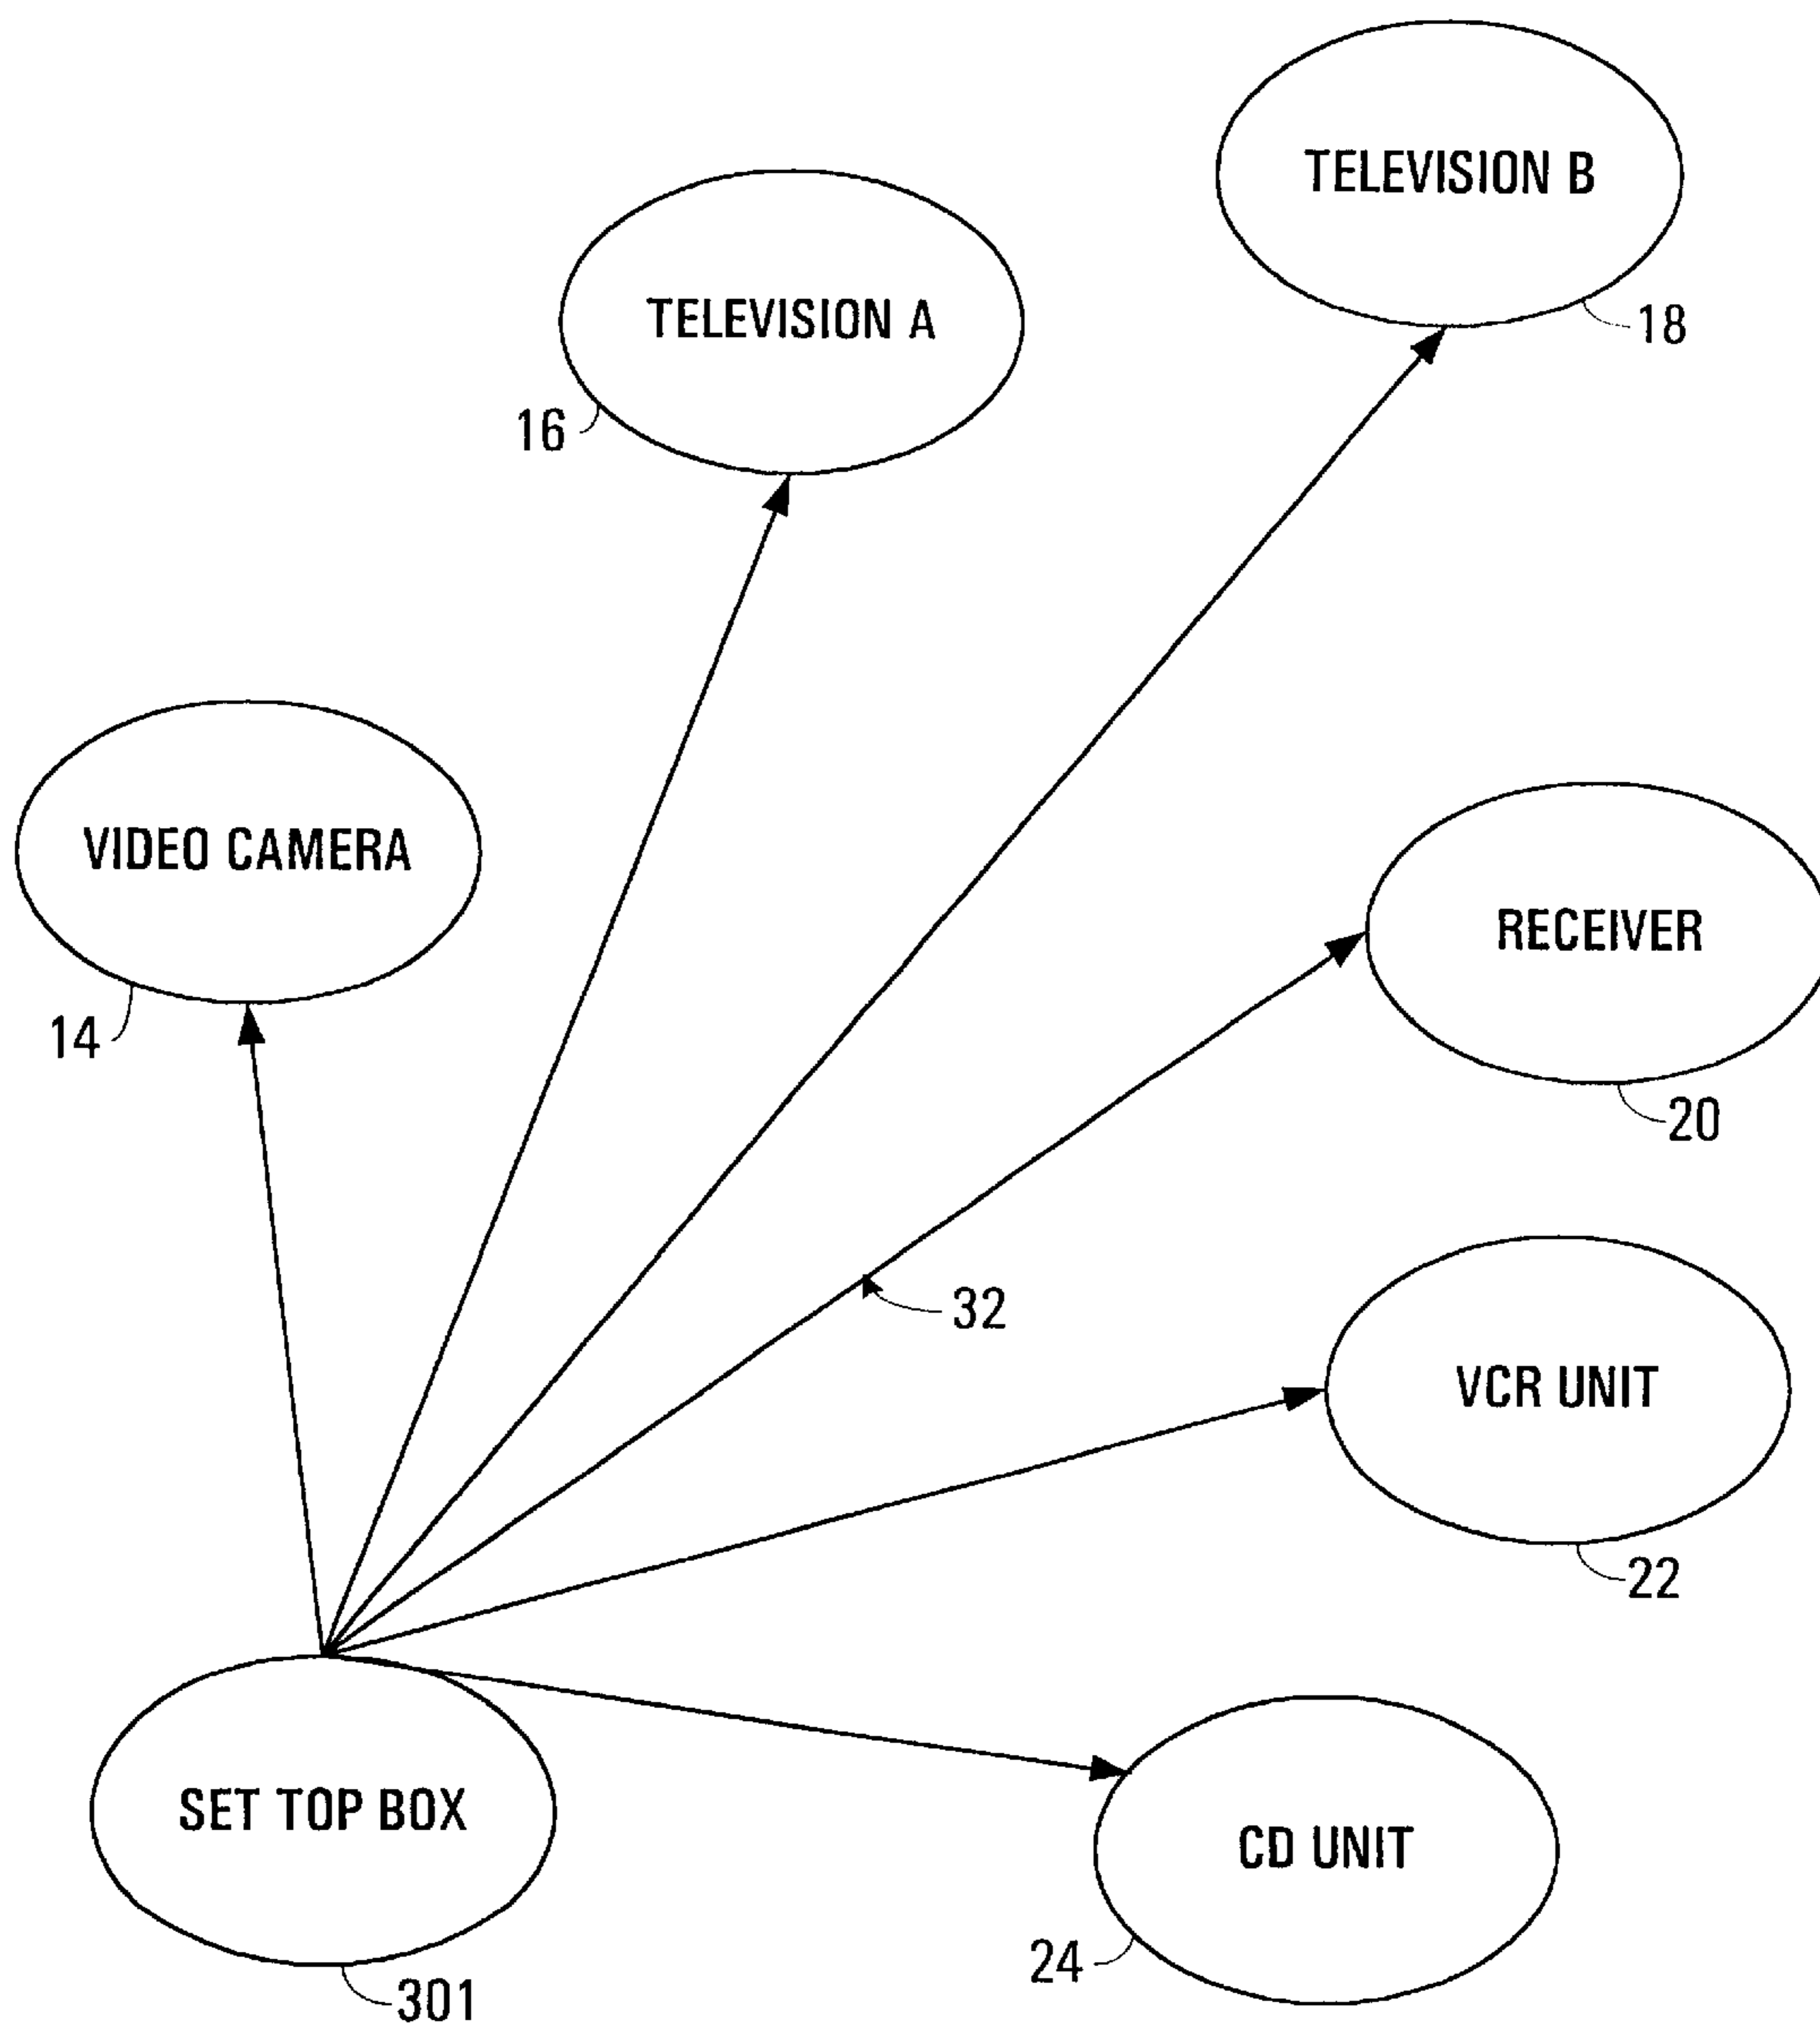 TELEVISION B
18
TELEVISION A
16
VIDEO CAMERA
14
RECEIVER
20
32
VCR UNIT
22
SET TOP BOX
301
CD UNIT
24